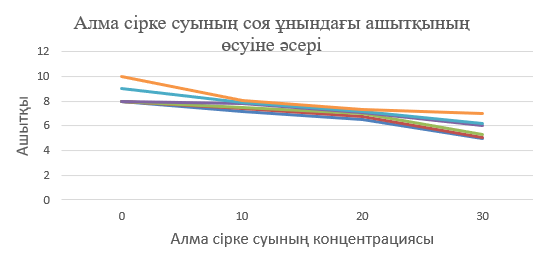 Алма сірке суының соя ұнындағы ашытқының
өсуіне әсері
12
10
8
6
4
2
0
Ашытқы
0 10 20 30
Алма сірке суының концентрациясы